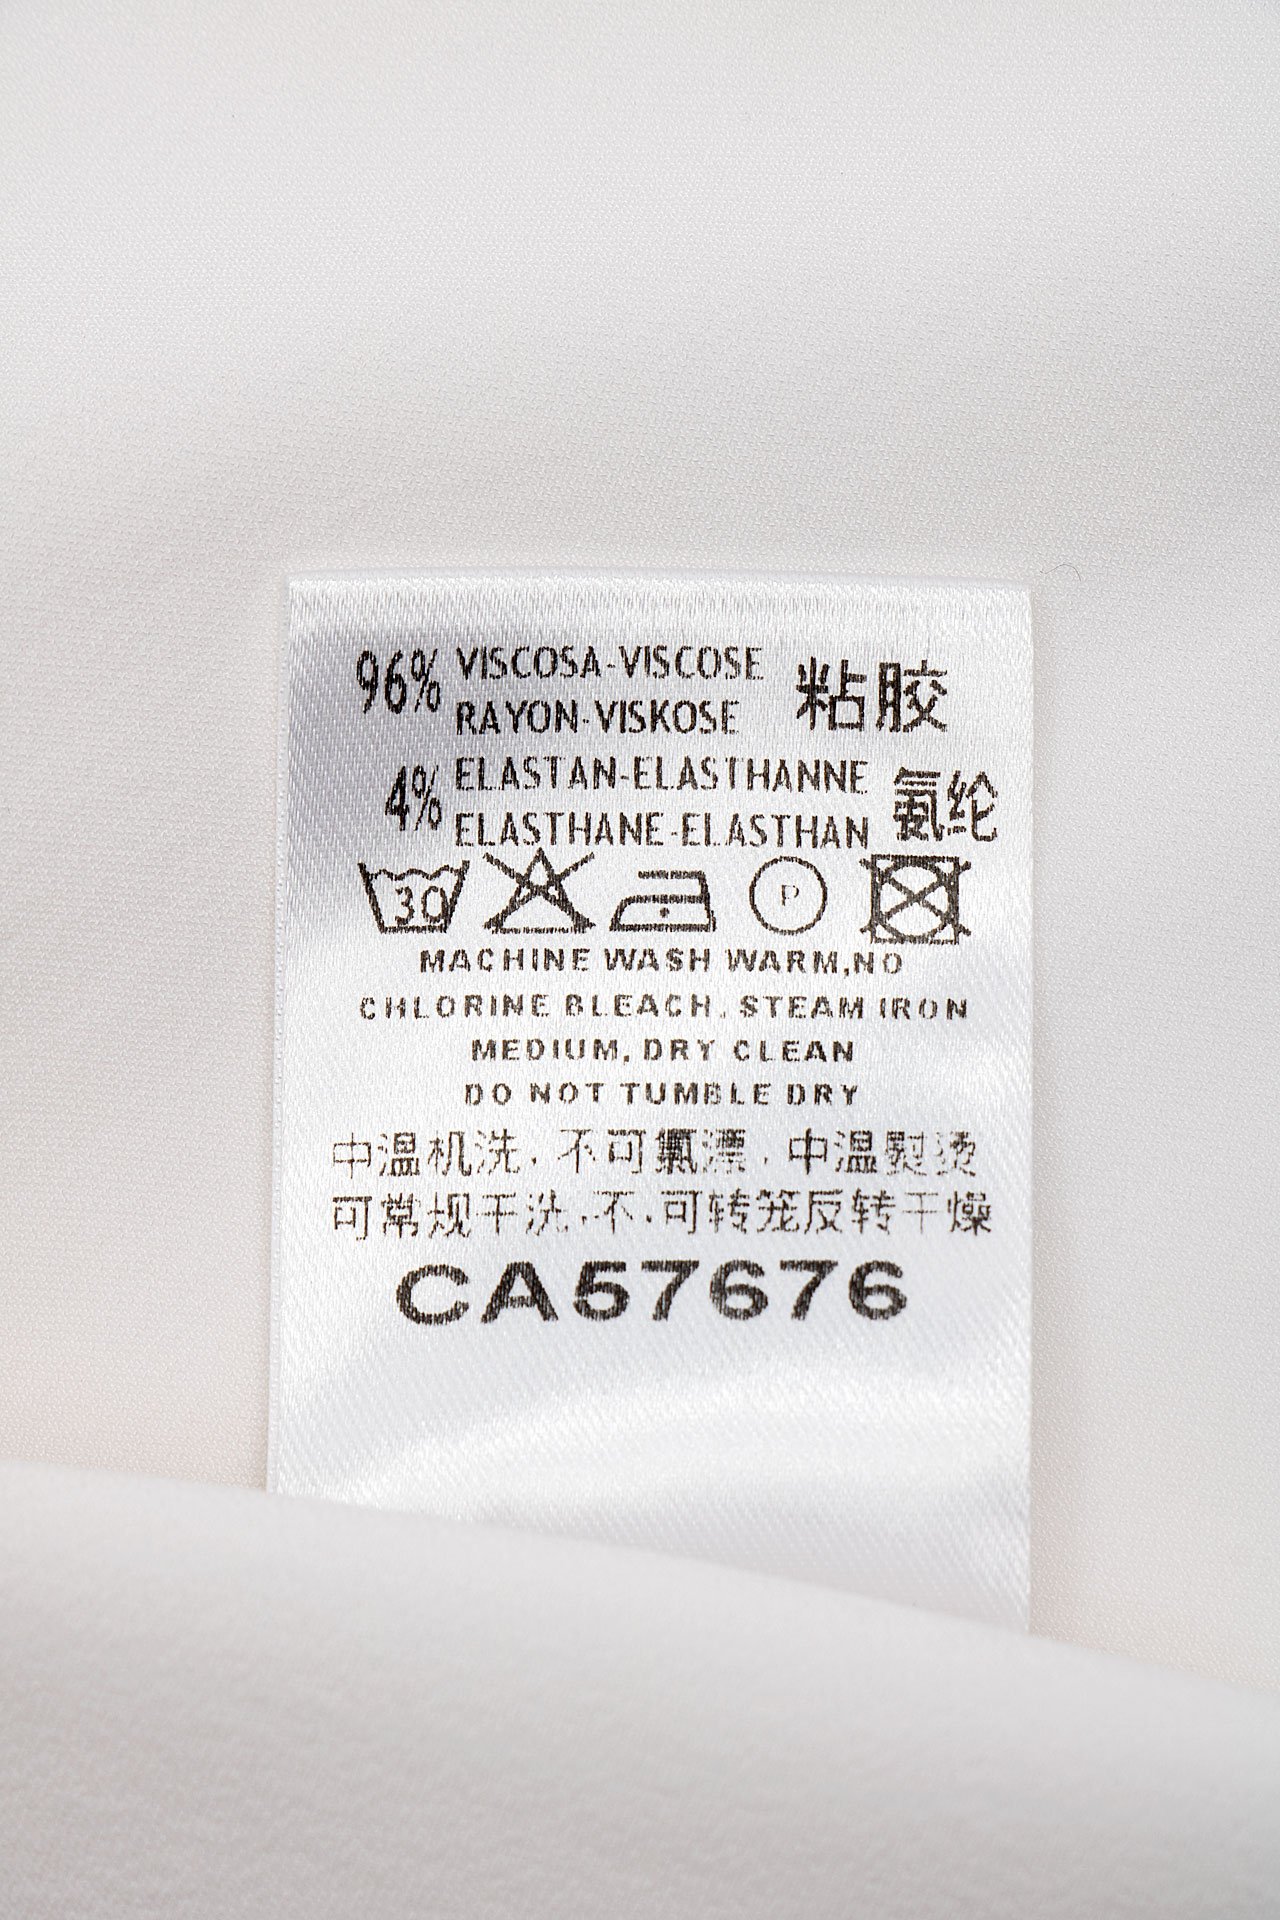 96% VISCOSA-VISCOSE 粘胶
RAYON-VISKOSE
4% ELASTAN-ELASTHANNE 氨纶
ELASTHANE-ELASTHAN
30 P
MACHINE WASH WARM,NO
CHLORINE BLEACH, STEAM IRON
MEDIUM, DRY CLEAN
DO NOT TUMBLE DRY
中温机洗,不可氯漂,中温熨烫
可常规干洗,不,可转笼反转干燥
CA57676